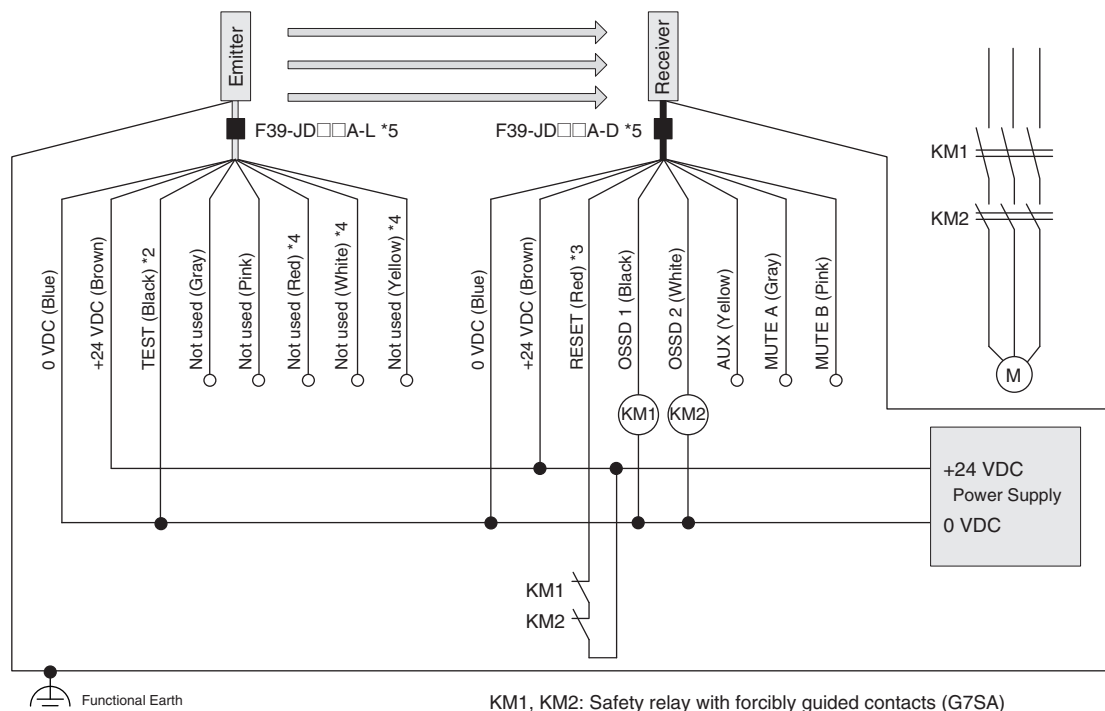 Emitter
Receiver
F39-JD□□A-L *5
F39-JD□□A-D *5
KM1
KM2
M
0 VDC (Blue)
+24 VDC (Brown)
TEST (Black) *2
Not used (Gray)
Not used (Pink)
Not used (Red) *4
Not used (White) *4
Not used (Yellow) *4
0 VDC (Blue)
+24 VDC (Brown)
RESET (Red) *3
OSSD 1 (Black)
OSSD 2 (White)
AUX (Yellow)
MUTE A (Gray)
MUTE B (Pink)
KM1
KM2
+24 VDC
Power Supply
0 VDC
KM1
KM2
Functional Earth
KM1, KM2: Safety relay with forcibly guided contacts (G7SA)